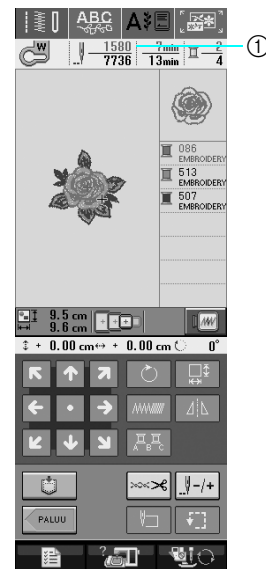 ABC A
W 1580 7min 2 ①
7736 13min 4
086
EMBROIDERY
513
EMBROIDERY
507
EMBROIDERY
9.5 cm
9.6 cm
+ 0.00 cm + 0.00 cm 0°
A B C
-/+
PALUU
?